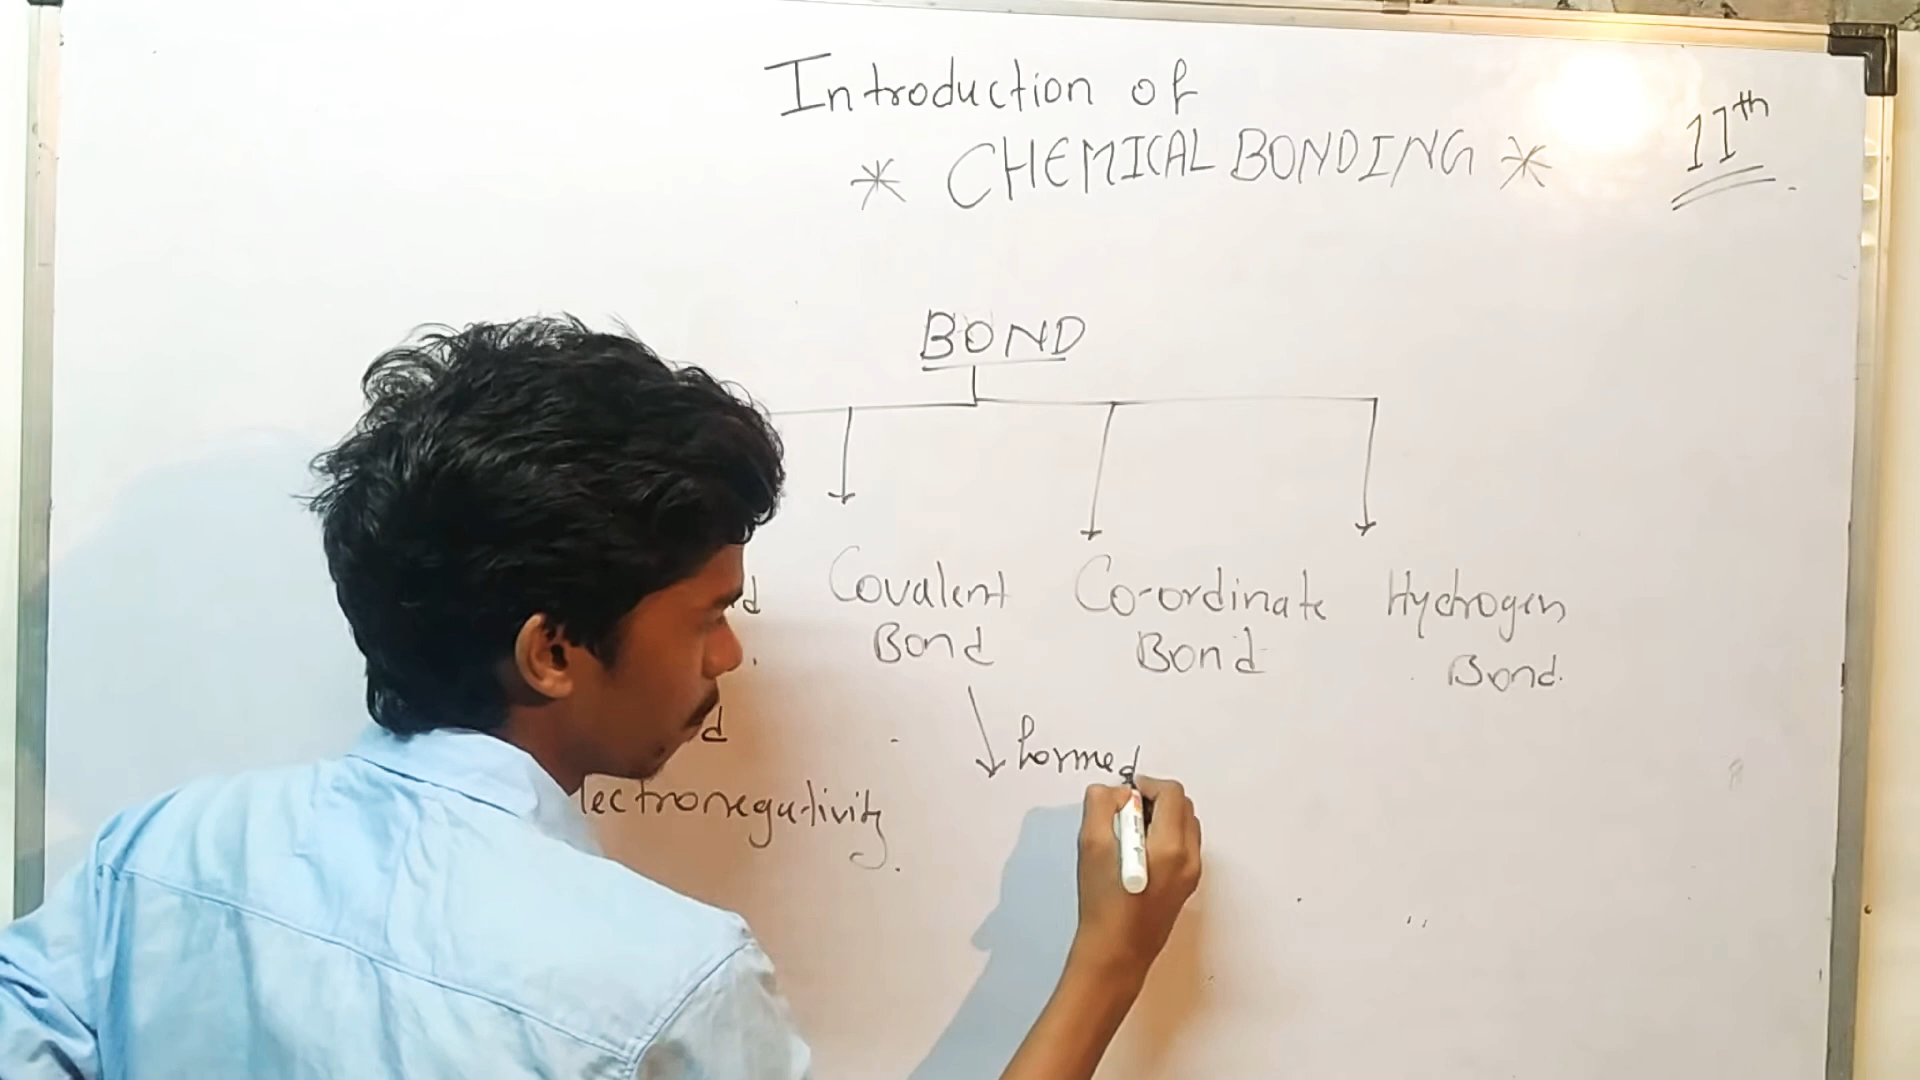 Introduction of
* CHEMICAL BONDING *
11th
BOND
Covalent
Bond
Co-ordinate
Bond
Hydrogen
Bond.
formed
lectronegativity